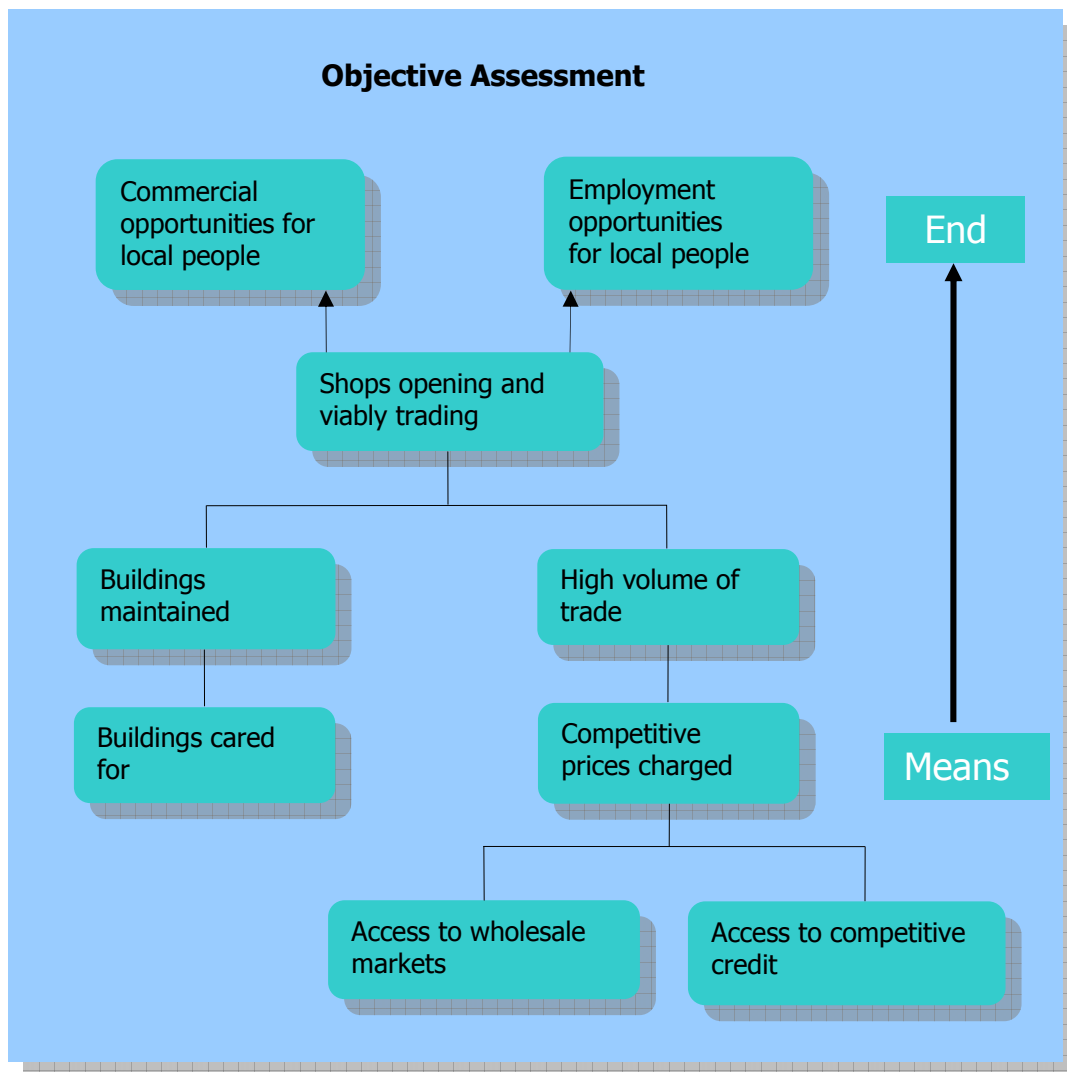 Objective Assessment
Commercial
opportunities for
local people
Employment
opportunities
for local people
End
Shops opening and
viably trading
Buildings
maintained
High volume of
trade
Buildings cared
for
Competitive
prices charged
Means
Access to wholesale
markets
Access to competitive
credit